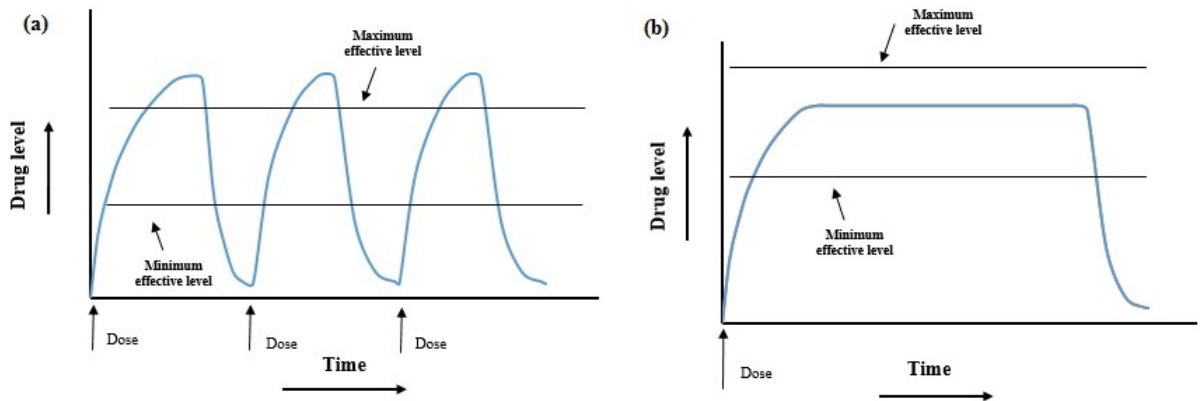 (a)
Maximum
effective level
Drug level
Minimum
effective level
Dose
Dose
Dose
Time
(b)
Maximum
effective level
Drug level
Minimum
effective level
Dose
Time